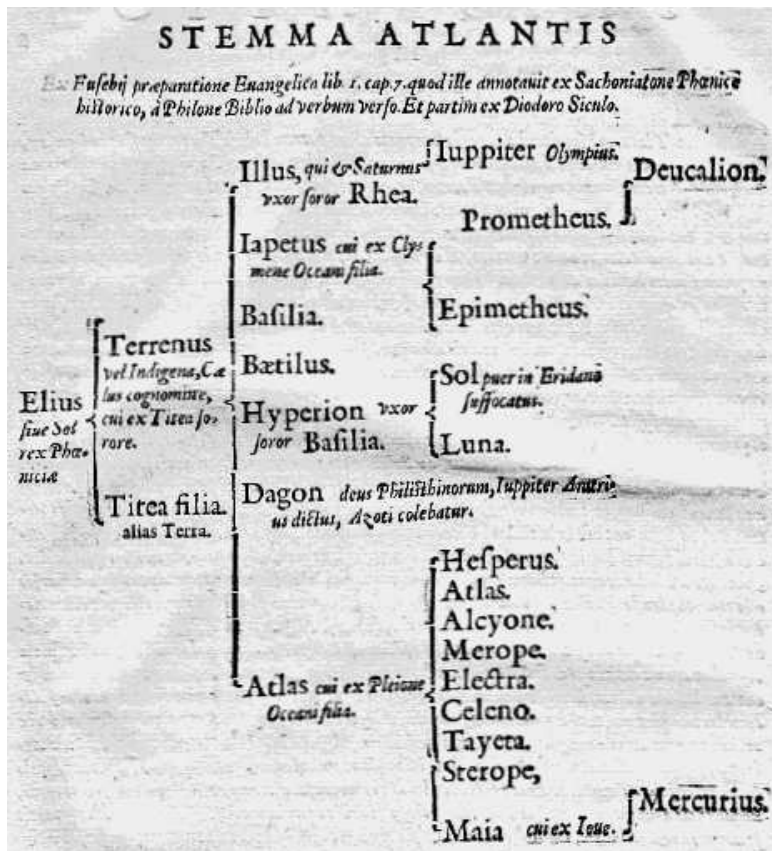 STEMMA ATLANTIS
Ex Euſebij præparatione Euangelica lib. 1. cap. 7. quod ille annotauit ex Sachoniatone Phœnice
hiſtorico, à Philone Biblio ad verbum verſo. Et partim ex Diodoro Siculo.
Illus, qui & Saturnus
vxor ſoror Rhea.
Iuppiter Olympius.
Deucalion.
Prometheus.
Iapetus cui ex Cly-
mene Oceani filia.
Epimetheus.
Baſilia.
Terrenus
vel Indigena, Cæ
lus cognomine,
cui ex Titea ſo-
rore.
Bætilus.
Elius
ſiue Sol
rex Phœ-
niciæ
Hyperion vxor
ſoror Baſilia.
Sol puer in Eridano
ſuffocatus.
Luna.
Titea filia.
alias Terra.
Dagon deus Philiſthinorum, Iuppiter Aratri-
us dictus, Azoti colebatur.
Heſperus.
Atlas.
Alcyone.
Merope.
Atlas cui ex Pleione
Oceani filia.
Electra.
Celeno.
Tayeta.
Sterope,
Maia cui ex Ioue.
Mercurius.